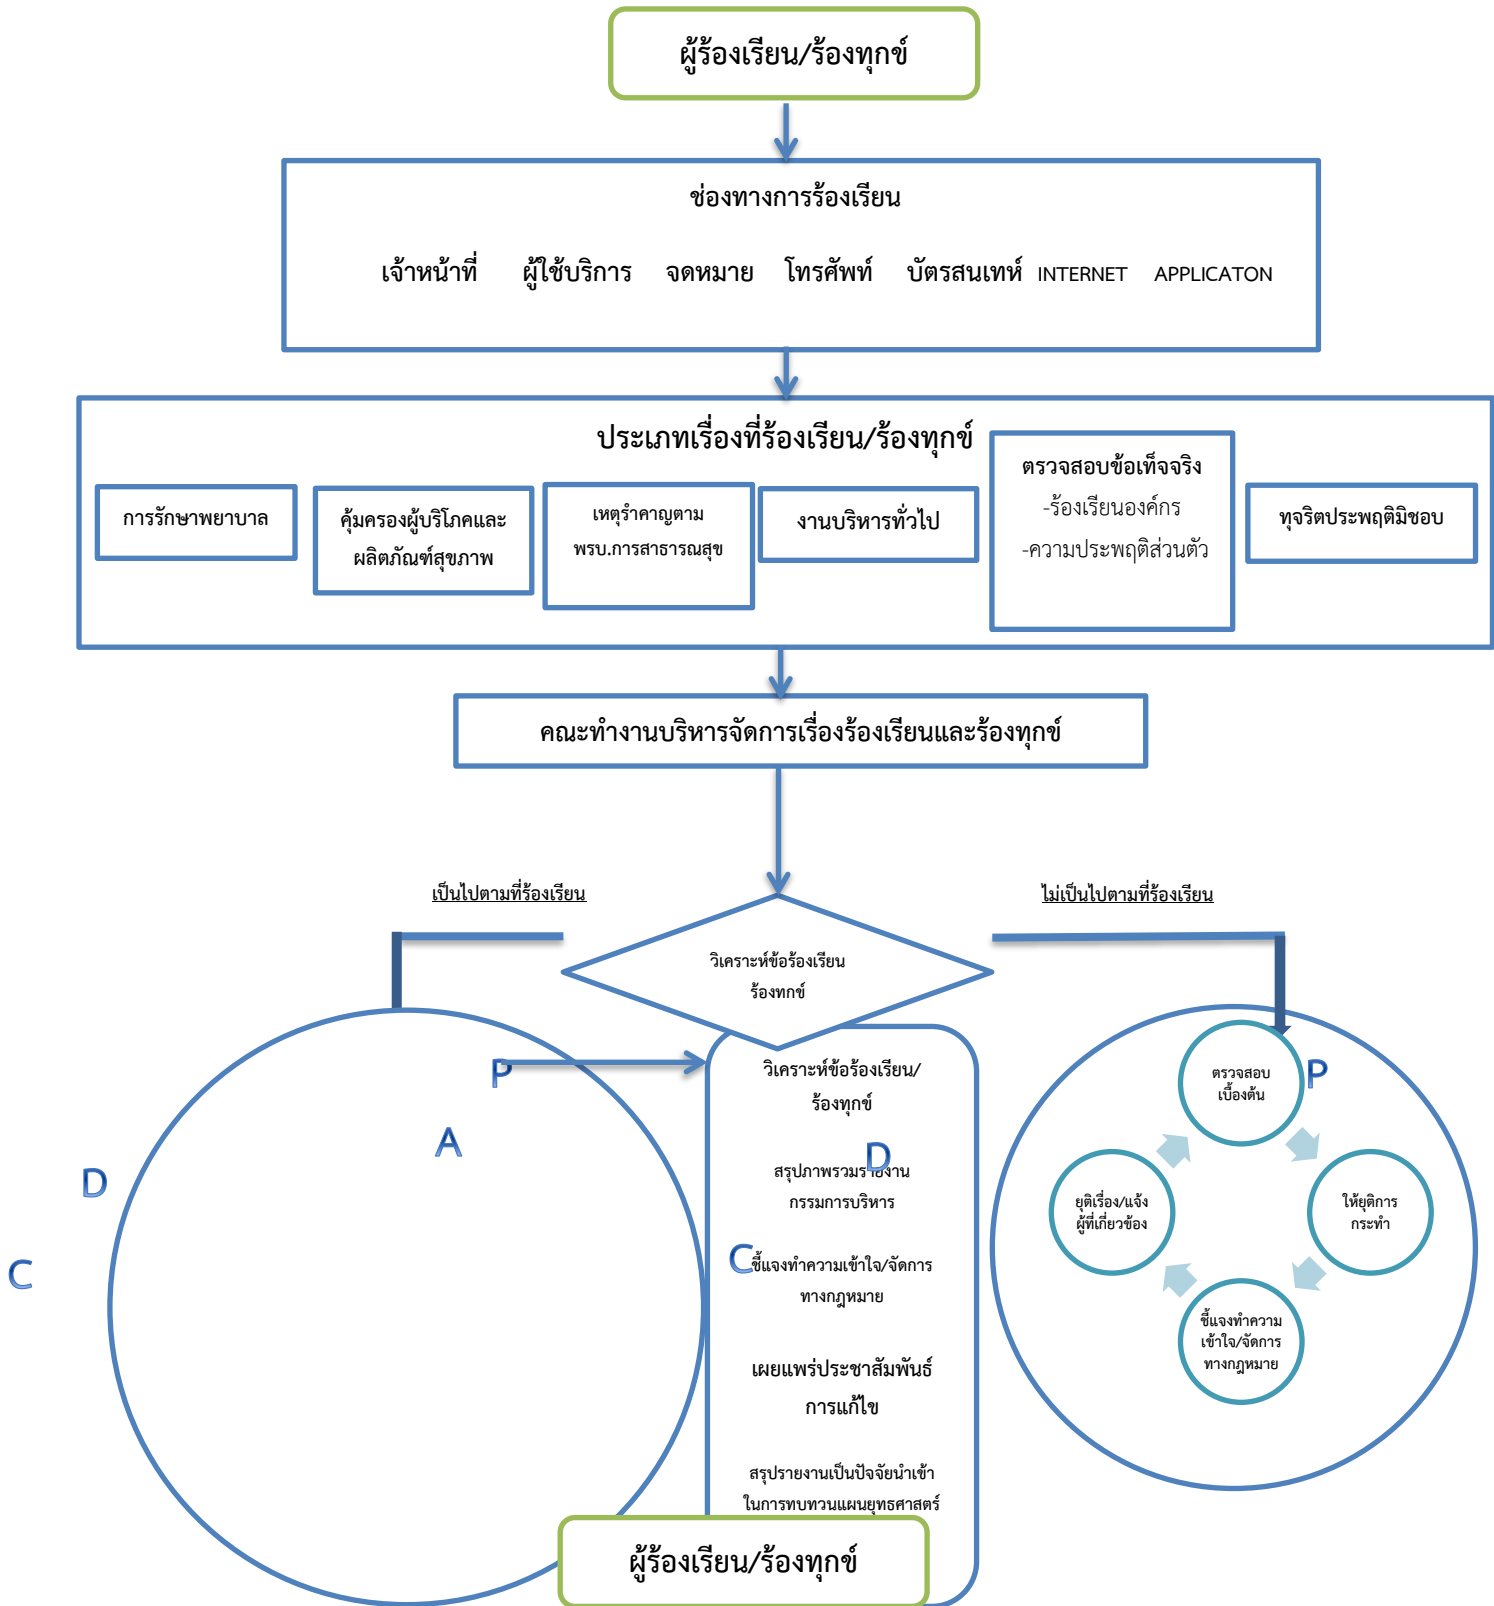 ผู้ร้องเรียน/ร้องทุกข์
ช่องทางการร้องเรียน
เจ้าหน้าที่ ผู้ใช้บริการ จดหมาย โทรศัพท์ บัตรสนเทห์ INTERNET APPLICATON
ประเภทเรื่องที่ร้องเรียน/ร้องทุกข์
การรักษาพยาบาล
คุ้มครองผู้บริโภคและ
ผลิตภัณฑ์สุขภาพ
เหตุรำคาญตาม
พรบ.การสาธารณสุข
งานบริหารทั่วไป
ตรวจสอบข้อเท็จจริง
-ร้องเรียนองค์กร
-ความประพฤติส่วนตัว
ทุจริตประพฤติมิชอบ
คณะทำงานบริหารจัดการเรื่องร้องเรียนและร้องทุกข์
เป็นไปตามที่ร้องเรียน
ไม่เป็นไปตามที่ร้องเรียน
วิเคราะห์ข้อร้องเรียน
ร้องทกข์
P
A
D
C
วิเคราะห์ข้อร้องเรียน/
ร้องทุกข์
D
สรุปภาพรวมรายงาน
กรรมการบริหาร
C
ชี้แจงทำความเข้าใจ/จัดการ
ทางกฎหมาย
เผยแพร่ประชาสัมพันธ์
การแก้ไข
สรุปรายงานเป็นปัจจัยนำเข้า
ในการทบทวนแผนยุทธศาสตร์
P
ตรวจสอบ
เบื้องต้น
ให้ยุติการ
กระทำ
ชี้แจงทำความ
เข้าใจ/จัดการ
ทางกฎหมาย
ยุติเรื่อง/แจ้ง
ผู้ที่เกี่ยวข้อง
ผู้ร้องเรียน/ร้องทุกข์